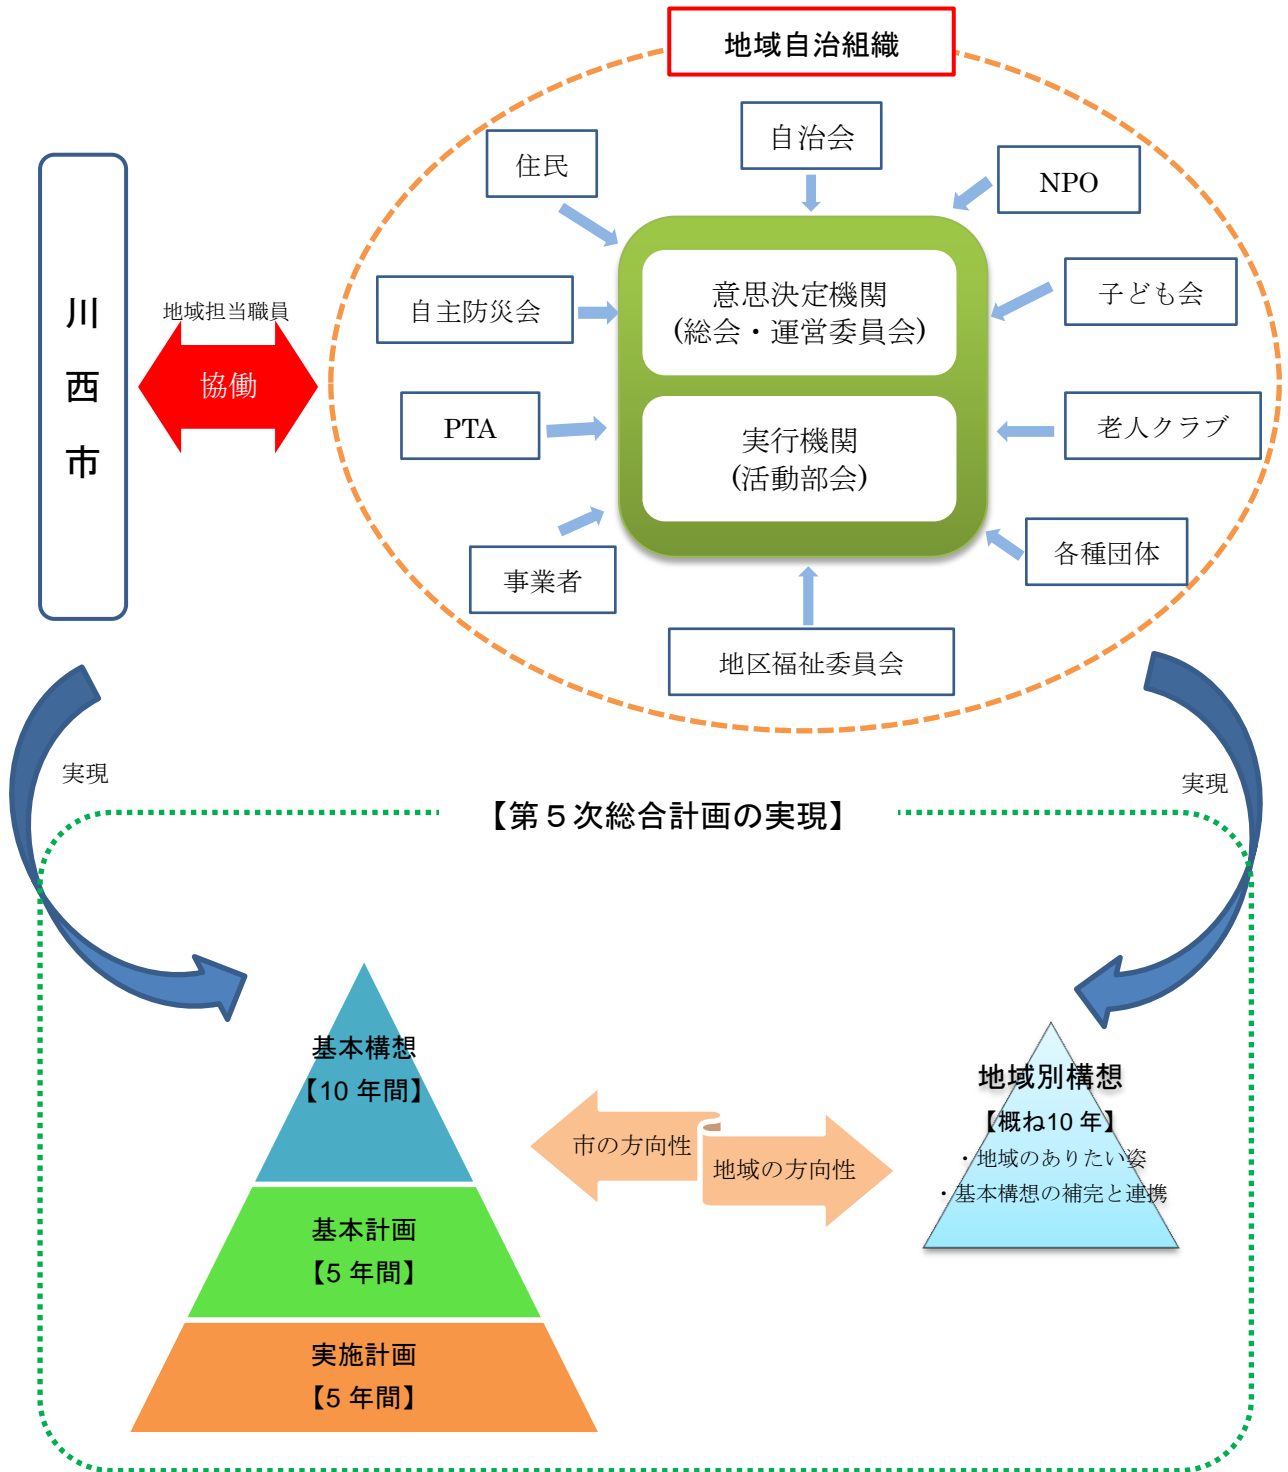 地域自治組織
自治会
住民
NPO
川西市
地域担当職員
協働
自主防災会
意思決定機関
(総会・運営委員会)
子ども会
PTA
実行機関
(活動部会)
老人クラブ
事業者
各種団体
地区福祉委員会
実現
実現
【第５次総合計画の実現】
基本構想
【10 年間】
市の方向性
地域の方向性
地域別構想
【概ね10 年】
・地域のありたい姿
・基本構想の補完と連携
基本計画
【5 年間】
実施計画
【5 年間】